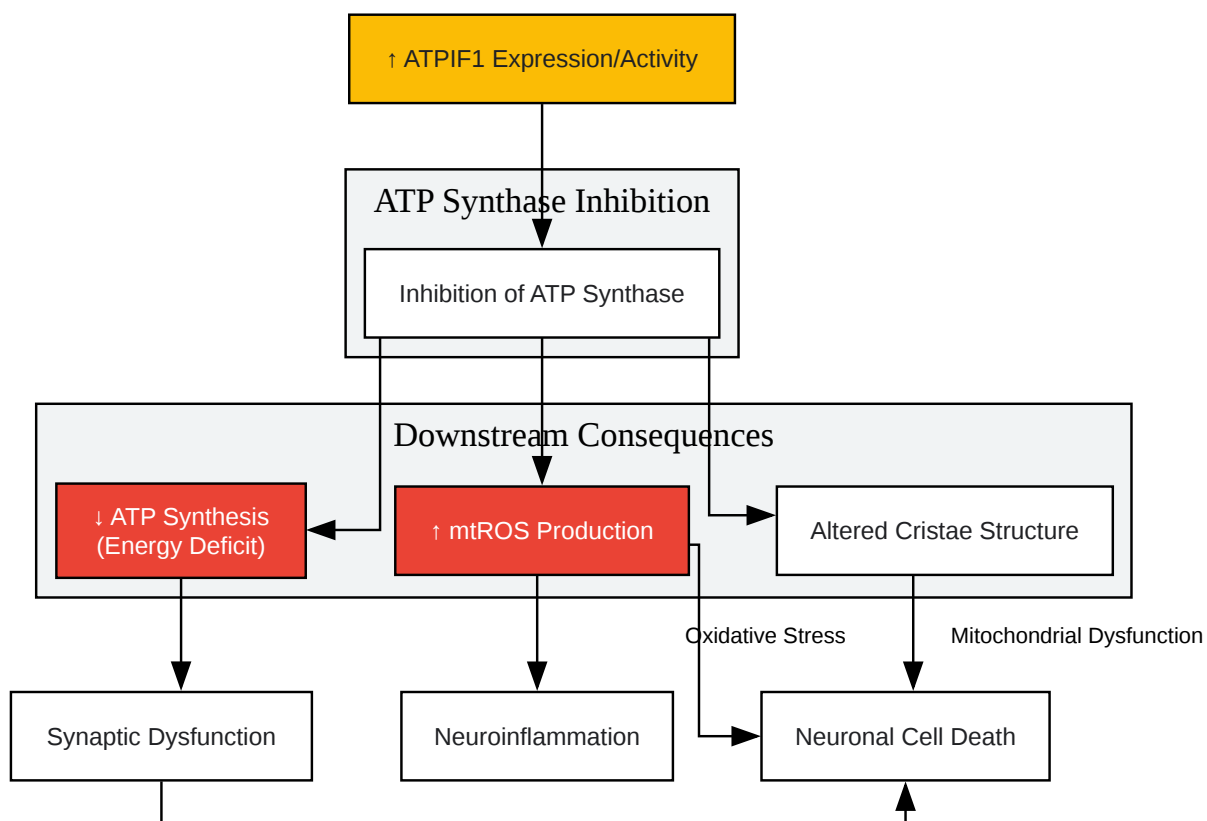 ↑ ATPIF1 Expression/Activity
ATP Synthase Inhibition
Inhibition of ATP Synthase
Downstream Consequences
↓ ATP Synthesis
(Energy Deficit)
↑ mtROS Production
Altered Cristae Structure
Oxidative Stress
Mitochondrial Dysfunction
Synaptic Dysfunction
Neuroinflammation
Neuronal Cell Death